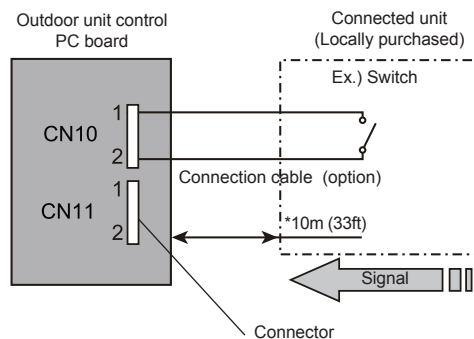 Outdoor unit control
PC board
Connected unit
(Locally purchased)
Ex.) Switch
CN10
1
2
Connection cable (option)
CN11
1
2
*10m (33ft)
Signal
Connector